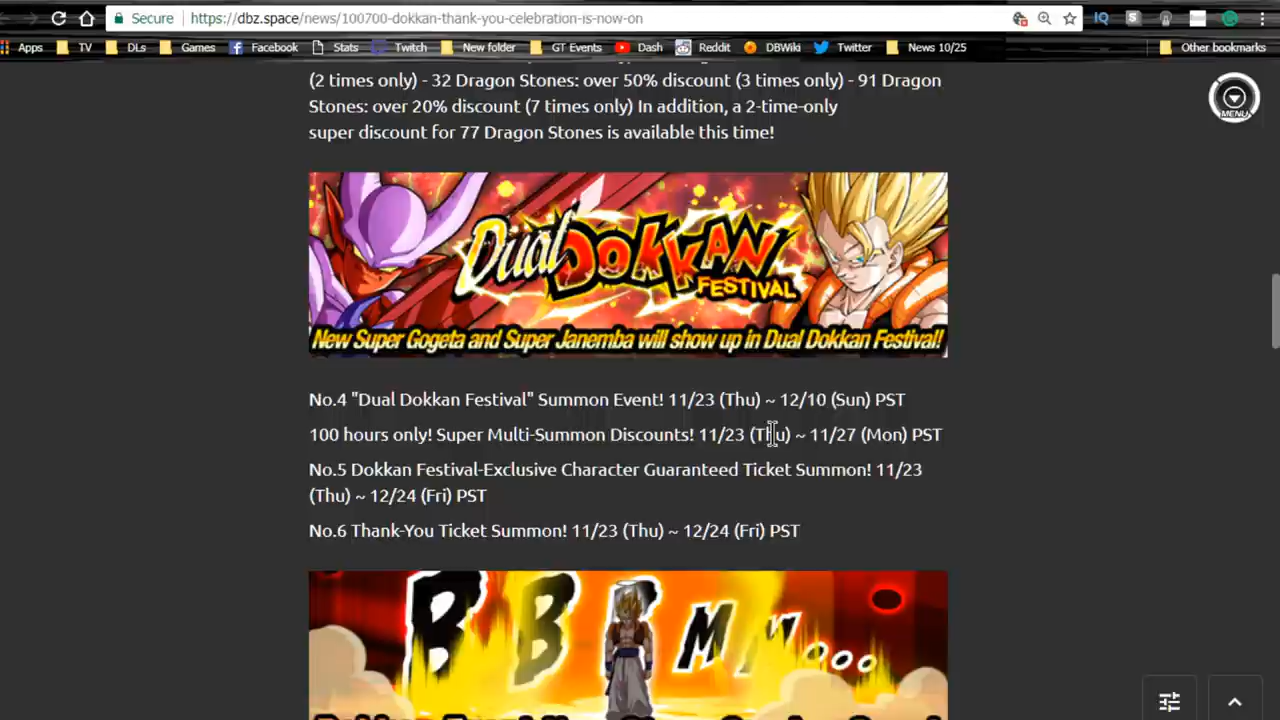 Secure https://dbz.space/news/100700-dokkan-thank-you-celebration-is-now-on
Apps TV DLs Games Facebook Stats Twitch New folder GT Events Dash Reddit DBWiki Twitter News 10/25 Other bookmarks
(2 times only) - 32 Dragon Stones: over 50% discount (3 times only) - 91 Dragon
Stones: over 20% discount (7 times only) In addition, a 2-time-only
super discount for 77 Dragon Stones is available this time!
MENU
Dual DOKKAN
FESTIVAL
New Super Gogeta and Super Janemba will show up in Dual Dokkan Festival!
No.4 "Dual Dokkan Festival" Summon Event! 11/23 (Thu) ~ 12/10 (Sun) PST
100 hours only! Super Multi-Summon Discounts! 11/23 (Thu) ~ 11/27 (Mon) PST
No.5 Dokkan Festival-Exclusive Character Guaranteed Ticket Summon! 11/23
(Thu) ~ 12/24 (Fri) PST
No.6 Thank-You Ticket Summon! 11/23 (Thu) ~ 12/24 (Fri) PST